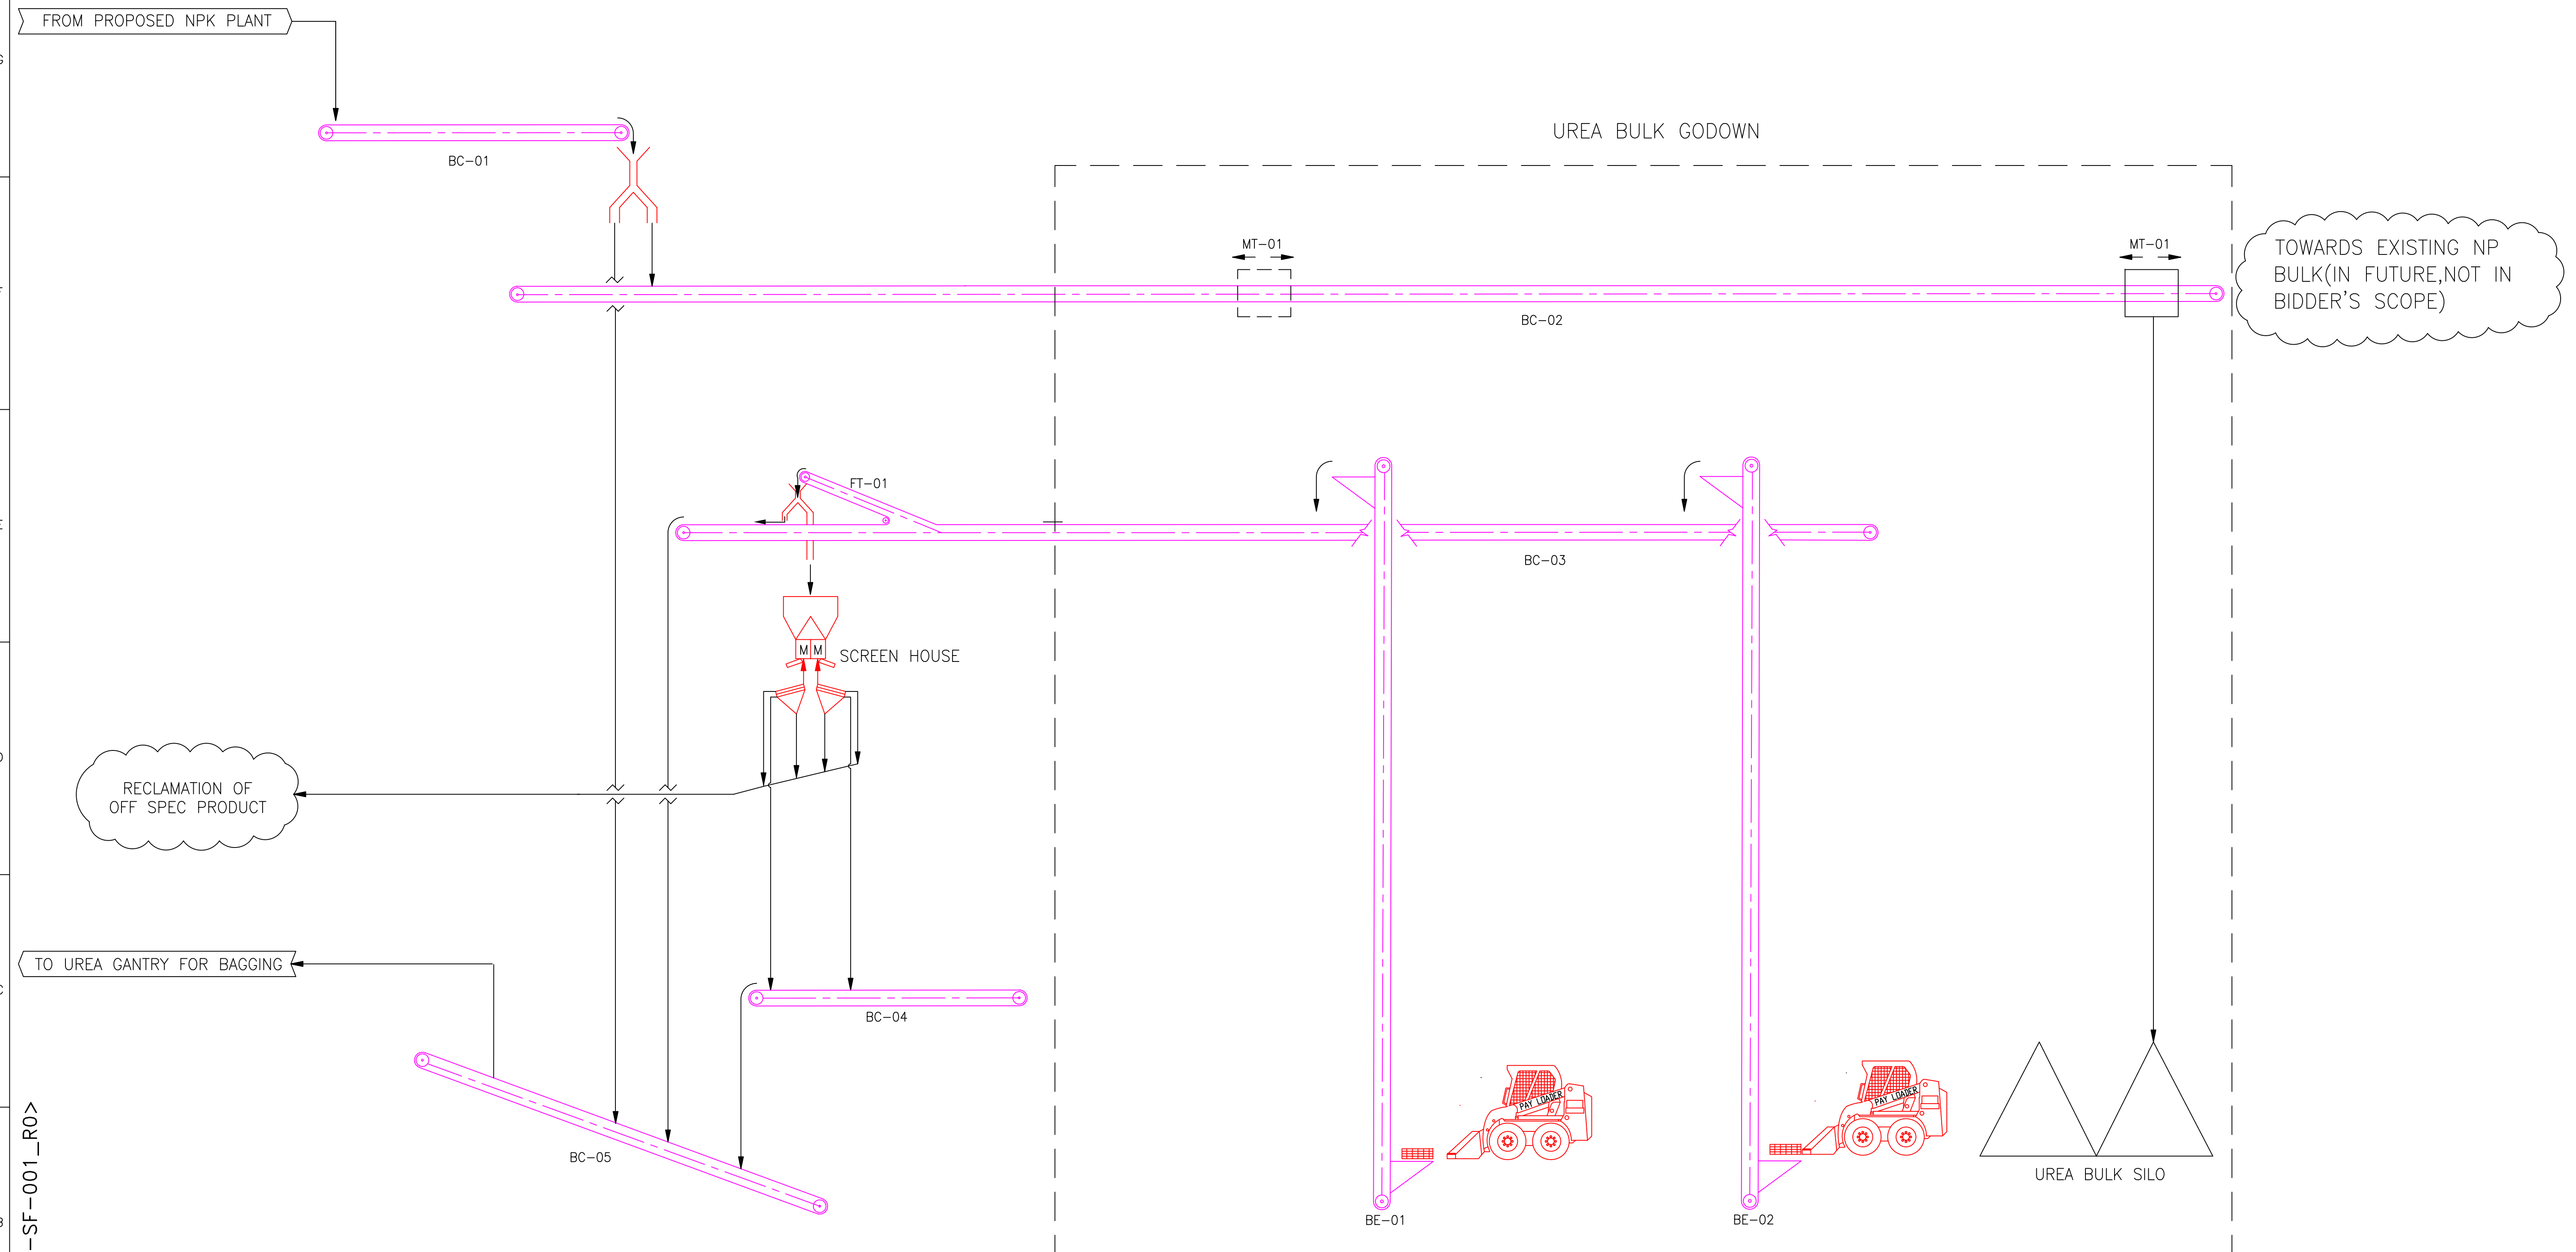 FROM PROPOSED NPK PLANT
G
BC-01
UREA BULK GODOWN
MT-01
MT-01
TOWARDS EXISTING NP
BULK(IN FUTURE,NOT IN
BIDDER'S SCOPE)
BC-02
FT-01
E
BC-03
M M
SCREEN HOUSE
RECLAMATION OF
OFF SPEC PRODUCT
TO UREA GANTRY FOR BAGGING
C
BC-04
PAY LOADER
PAY LOADER
BC-05
UREA BULK SILO
BE-01
BE-02
B
-SF-001_R0>